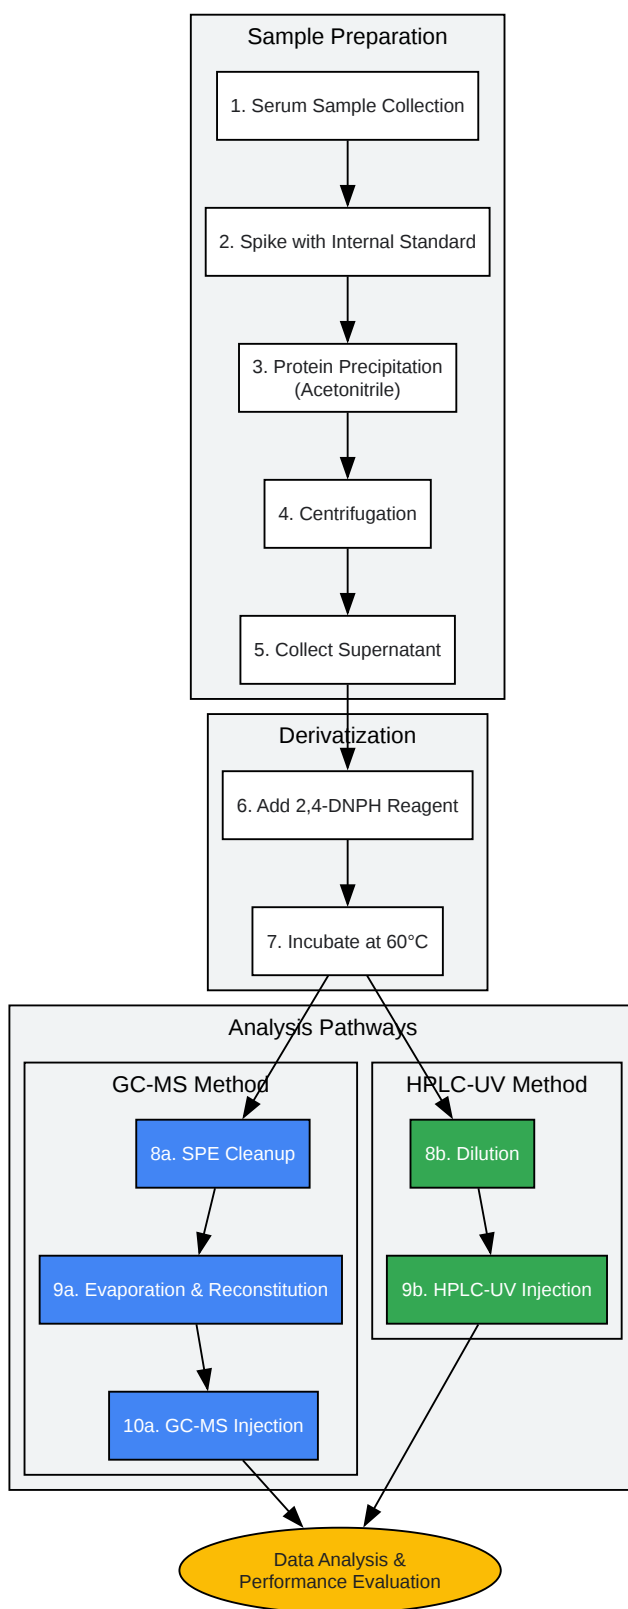 Sample Preparation
1. Serum Sample Collection
2. Spike with Internal Standard
3. Protein Precipitation
(Acetonitrile)
4. Centrifugation
5. Collect Supernatant
Derivatization
6. Add 2,4-DNPH Reagent
7. Incubate at 60°C
Analysis Pathways
GC-MS Method
HPLC-UV Method
8a. SPE Cleanup
8b. Dilution
9a. Evaporation & Reconstitution
9b. HPLC-UV Injection
10a. GC-MS Injection
Data Analysis &
Performance Evaluation